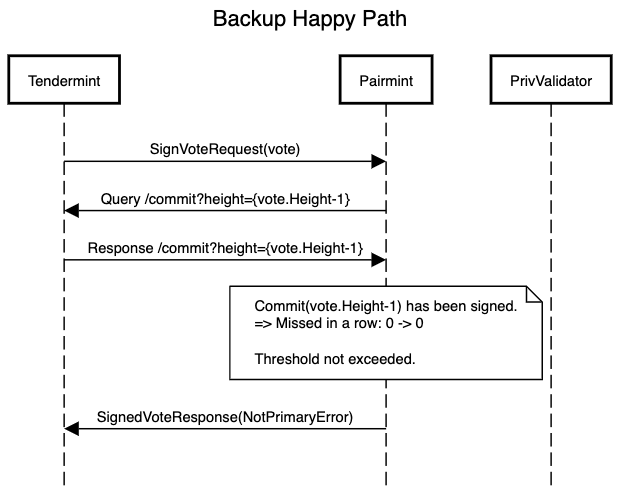 Backup Happy Path
Tendermint
Pairmint
PrivValidator
SignVoteRequest(vote)
Query /commit?height={vote.Height-1}
Response /commit?height={vote.Height-1}
Commit(vote.Height-1) has been signed.
=> Missed in a row: 0 -> 0
Threshold not exceeded.
SignedVoteResponse(NotPrimaryError)